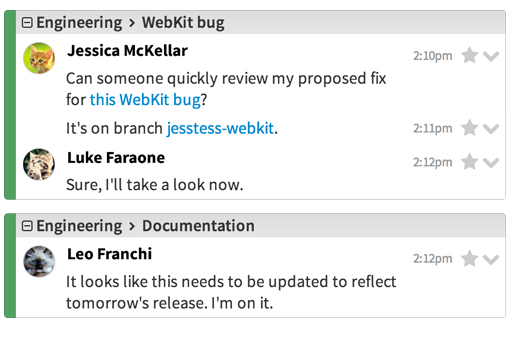 Engineering > WebKit bug
Jessica McKellar 2:10pm
Can someone quickly review my proposed fix
for this WebKit bug?
It's on branch jesstess-webkit. 2:11pm
Luke Faraone 2:12pm
Sure, I'll take a look now.
Engineering > Documentation
Leo Franchi 2:12pm
It looks like this needs to be updated to reflect
tomorrow's release. I'm on it.